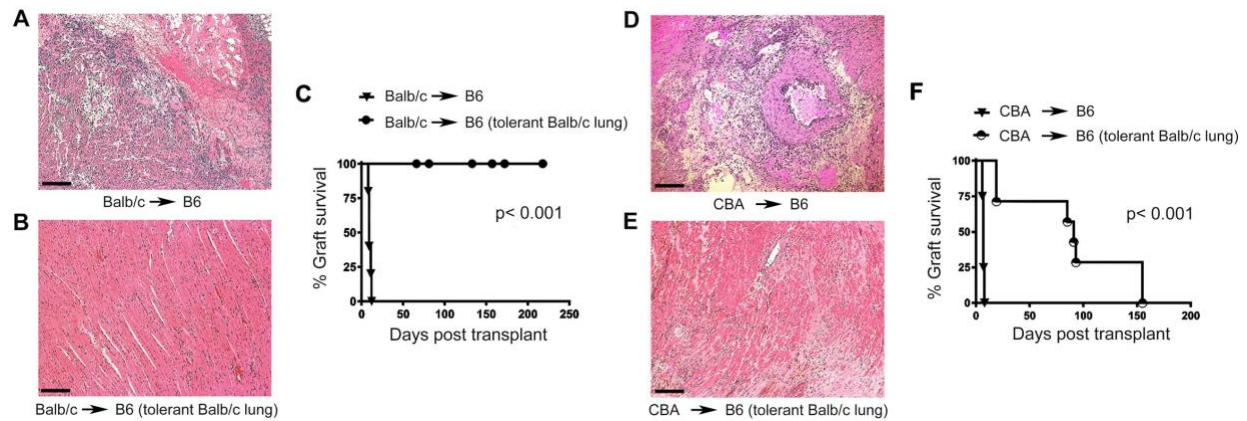 A
Balb/c → B6
B
Balb/c → B6 (tolerant Balb/c lung)
C
Balb/c → B6
Balb/c → B6 (tolerant Balb/c lung)
100
75
50
25
0
% Graft survival
p< 0.001
0 50 100 150 200 250
Days post transplant
D
CBA → B6
E
CBA → B6 (tolerant Balb/c lung)
F
CBA → B6
CBA → B6 (tolerant Balb/c lung)
100
75
50
25
0
% Graft survival
p< 0.001
0 50 100 150 200
Days post transplant